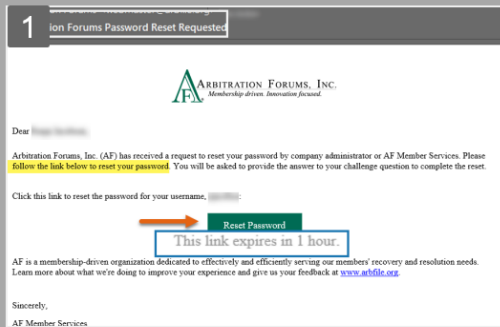 1
ion Forums Password Reset Requested
AF
ARBITRATION FORUMS, INC.
Membership driven. Innovation focused.
Dear
Arbitration Forums, Inc. (AF) has received a request to reset your password by company administrator or AF Member Services. Please
follow the link below to reset your password. You will be asked to provide the answer to your challenge question to complete the reset.
Click this link to reset the password for your username, :
Reset Password
This link expires in 1 hour.
AF is a membership-driven organization dedicated to effectively and efficiently serving our members' recovery and resolution needs.
Learn more about what we're doing to improve your experience and give us your feedback at www.arbfile.org.
Sincerely,
AF Member Services